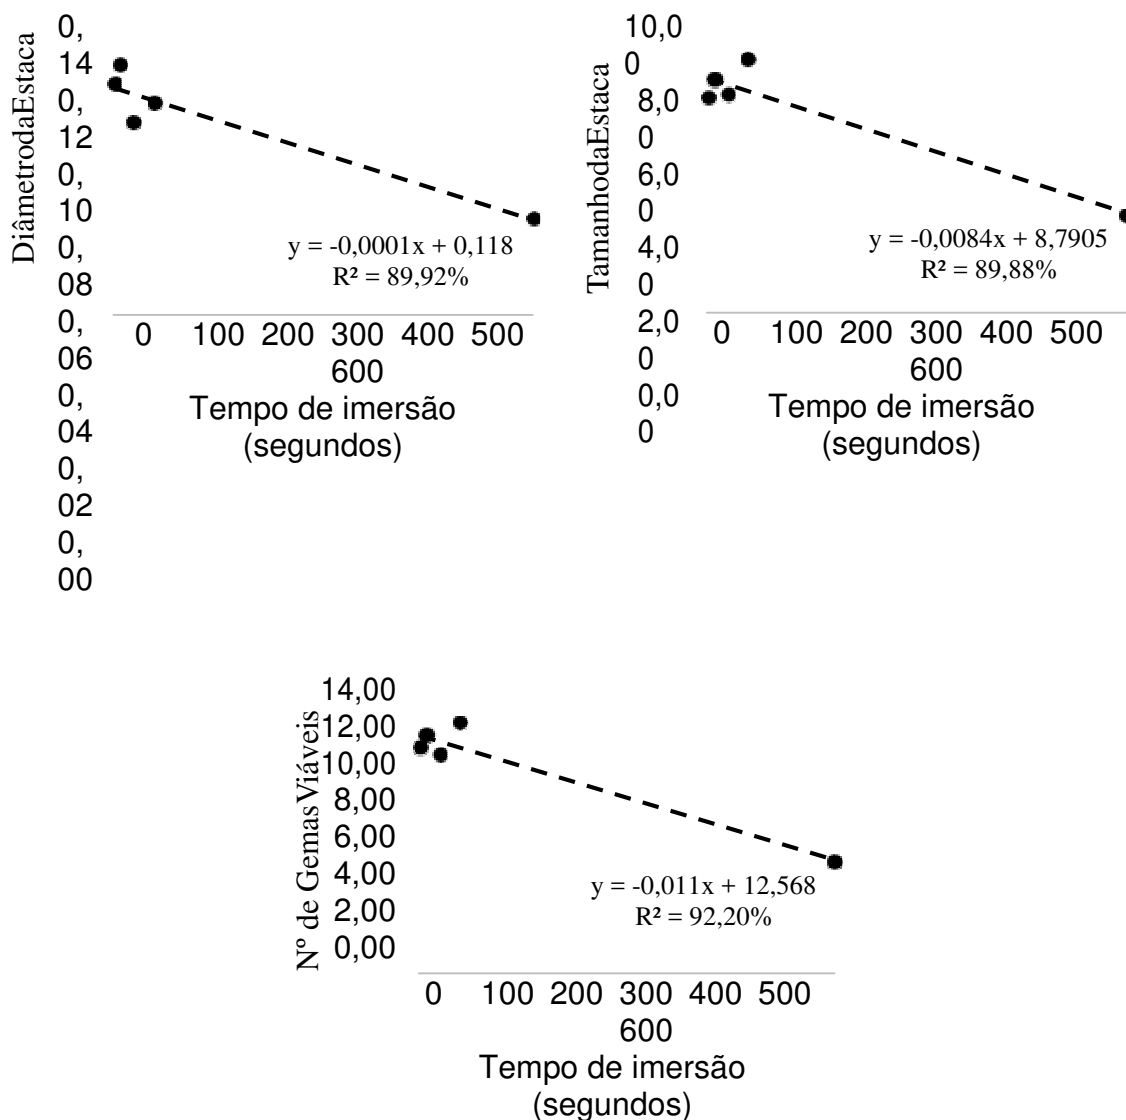 DiâmetrodaEstaca
0,
14
0,
12
0,
10
0,
08
0,
06
0,
04
0,
02
0,
00
y = -0,0001x + 0,118
R² = 89,92%
0 100 200 300 400 500
600
Tempo de imersão
(segundos)
TamanhodaEstaca
10,0
0
8,0
0
6,0
0
4,0
0
2,0
0
0,0
0
y = -0,0084x + 8,7905
R² = 89,88%
0 100 200 300 400 500
600
Tempo de imersão
(segundos)
Nº de Gemas Viáveis
14,00
12,00
10,00
8,00
6,00
4,00
2,00
0,00
y = -0,011x + 12,568
R² = 92,20%
0 100 200 300 400 500
600
Tempo de imersão
(segundos)